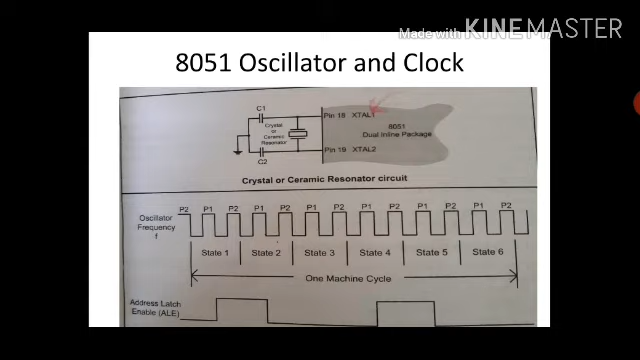 Made with KINEMASTER
8051 Oscillator and Clock
C1
Pin 18 XTAL1
Crystal
or
Ceramic
Resonator
8051
Dual Inline Package
Pin 19 XTAL2
C2
Crystal or Ceramic Resonator circuit
P2 P1 P2 P1 P2 P1 P2 P1 P2 P1 P2 P1 P2
Oscillator
Frequency
f
State 1 State 2 State 3 State 4 State 5 State 6
One Machine Cycle
Address Latch
Enable (ALE)